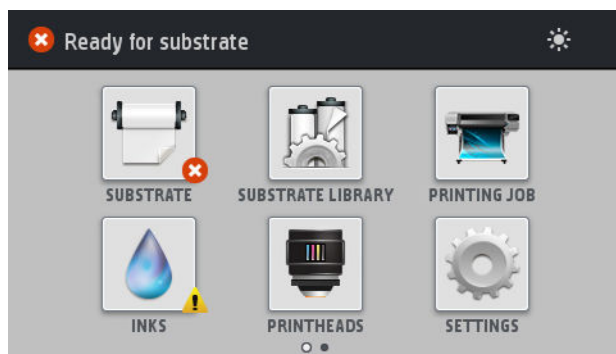 Ready for substrate
SUBSTRATE SUBSTRATE LIBRARY PRINTING JOB
INKS PRINTHEADS SETTINGS